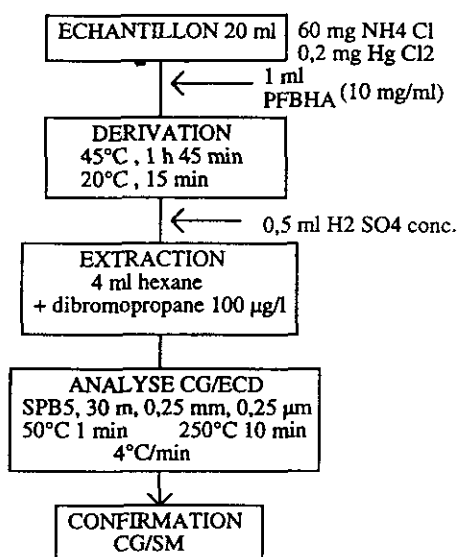 ECHANTILLON 20 ml
60 mg NH4 Cl
0,2 mg Hg Cl2
1 ml
PFBHA (10 mg/ml)
DERIVATION
45°C , 1 h 45 min
20°C , 15 min
0,5 ml H2 SO4 conc.
EXTRACTION
4 ml hexane
+ dibromopropane 100 µg/l
ANALYSE CG/ECD
SPB5, 30 m, 0,25 mm, 0,25 µm
50°C 1 min 250°C 10 min
4°C/min
CONFIRMATION
CG/SM